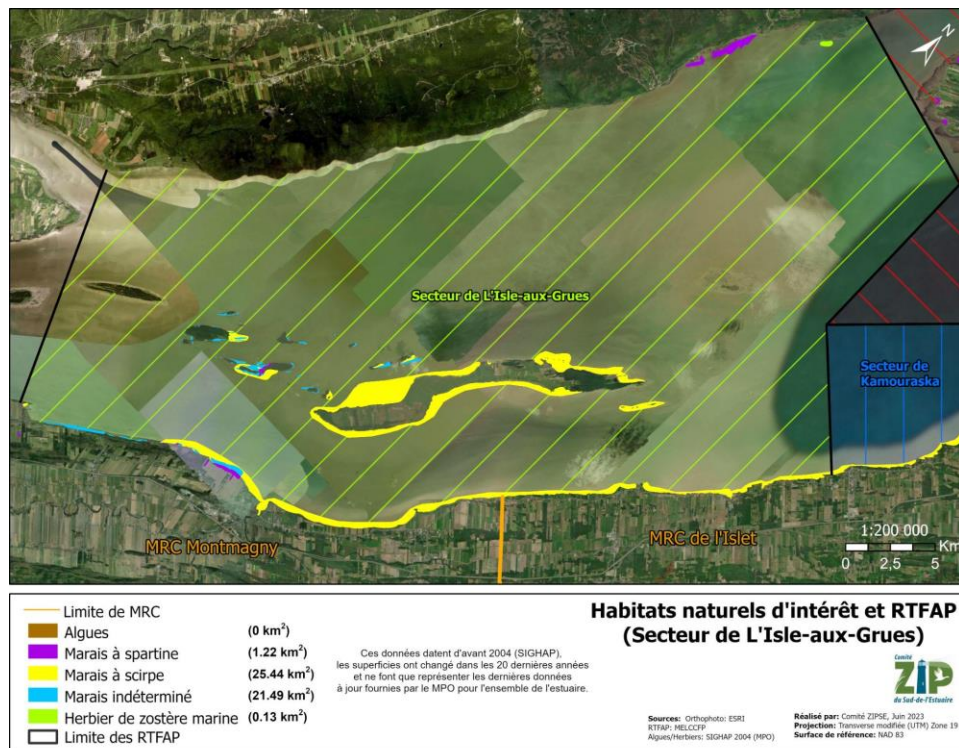 N
Secteur de L'Isle-aux-Grues
Secteur de
Kamouraska
MRC Montmagny
MRC de l'Islet
1:200 000
0 2,5 5 Km
Limite de MRC
Algues (0 km²)
Marais à spartine (1.22 km²)
Marais à scirpe (25.44 km²)
Marais indéterminé (21.49 km²)
Herbier de zostère marine (0.13 km²)
Limite des RTFAP
Ces données datent d'avant 2004 (SIGHAP),
les superficies ont changé dans les 20 dernières années
et ne font que représenter les dernières données
à jour fournies par le MPO pour l'ensemble de l'estuaire.
Habitats naturels d'intérêt et RTFAP
(Secteur de L'Isle-aux-Grues)
Comité
ZIP
du Sud-de-l'Estuaire
Sources: Orthophoto: ESRI
RTFAP: MELCCFP
Algues/Herbiers: SIGHAP 2004 (MPO)
Réalisé par: Comité ZIPSE, Juin 2023
Projection: Transverse modifiée (UTM) Zone 19
Surface de référence: NAD 83